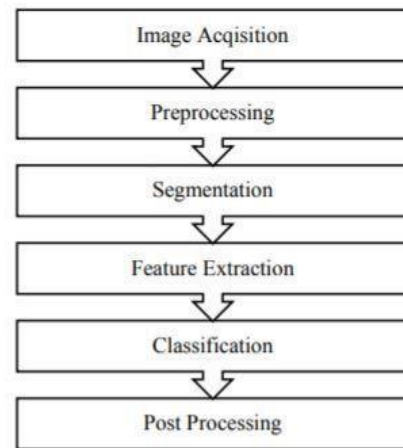 Image Acqisition
Preprocessing
Segmentation
Feature Extraction
Classification
Post Processing